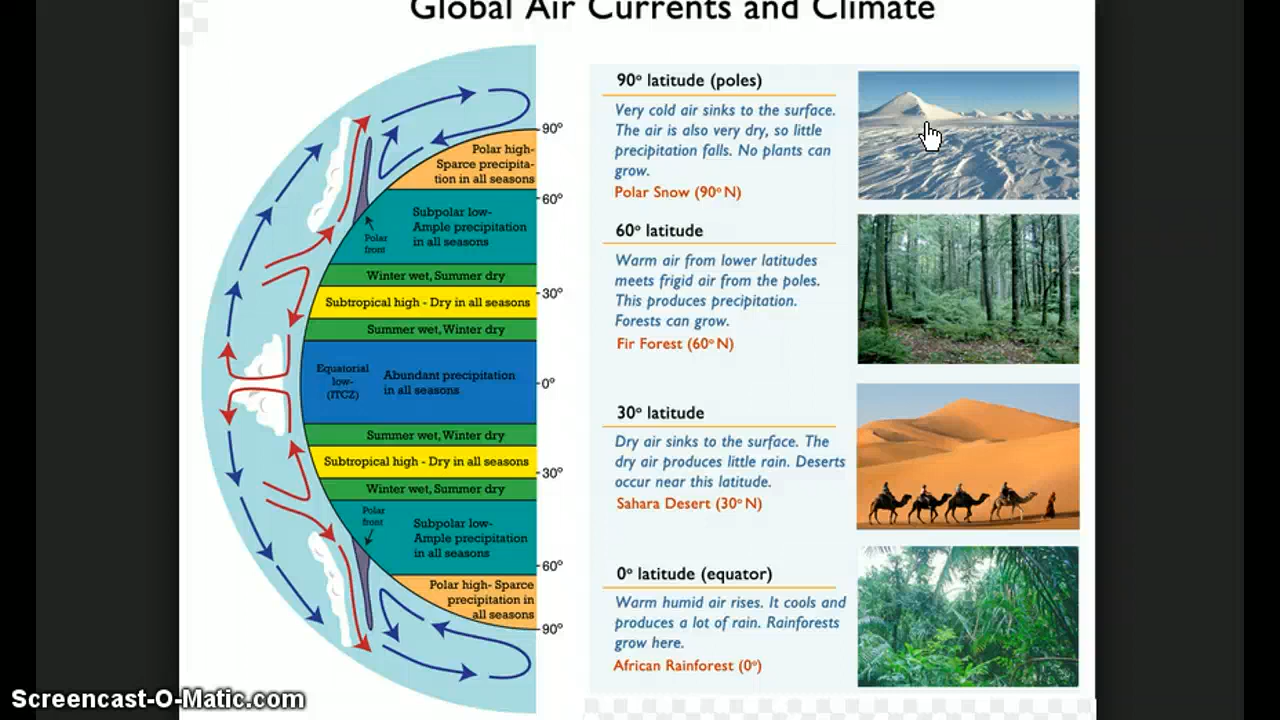 Global Air Currents and Climate
90°
Polar high-
Sparce precipita-
tion in all seasons
60°
Subpolar low-
Ample precipitation
in all seasons
Polar
front
Winter wet, Summer dry
30°
Subtropical high - Dry in all seasons
Summer wet, Winter dry
Equatorial
low-
(ITCZ)
Abundant precipitation
in all seasons
0°
Summer wet, Winter dry
Subtropical high - Dry in all seasons
30°
Winter wet, Summer dry
Polar
front
Subpolar low-
Ample precipitation
in all seasons
60°
Polar high- Sparce
precipitation in
all seasons
90°
90° latitude (poles)
Very cold air sinks to the surface.
The air is also very dry, so little
precipitation falls. No plants can
grow.
Polar Snow (90° N)
60° latitude
Warm air from lower latitudes
meets frigid air from the poles.
This produces precipitation.
Forests can grow.
Fir Forest (60° N)
30° latitude
Dry air sinks to the surface. The
dry air produces little rain. Deserts
occur near this latitude.
Sahara Desert (30° N)
0° latitude (equator)
Warm humid air rises. It cools and
produces a lot of rain. Rainforests
grow here.
African Rainforest (0°)
Screencast-O-Matic.com